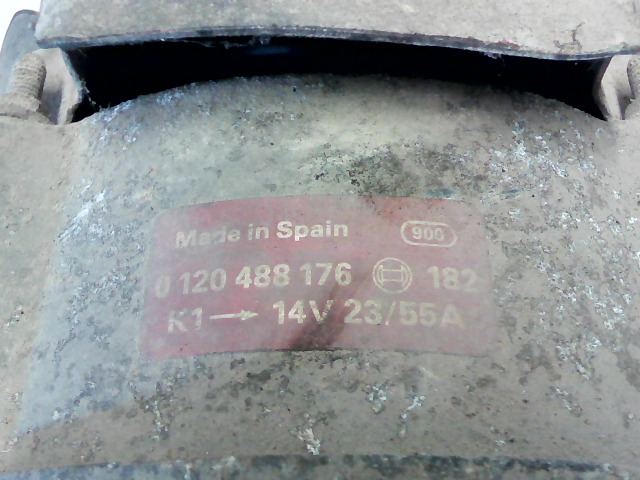 Made in Spain 900
0 120 488 176 182
K1 → 14V 23/55A